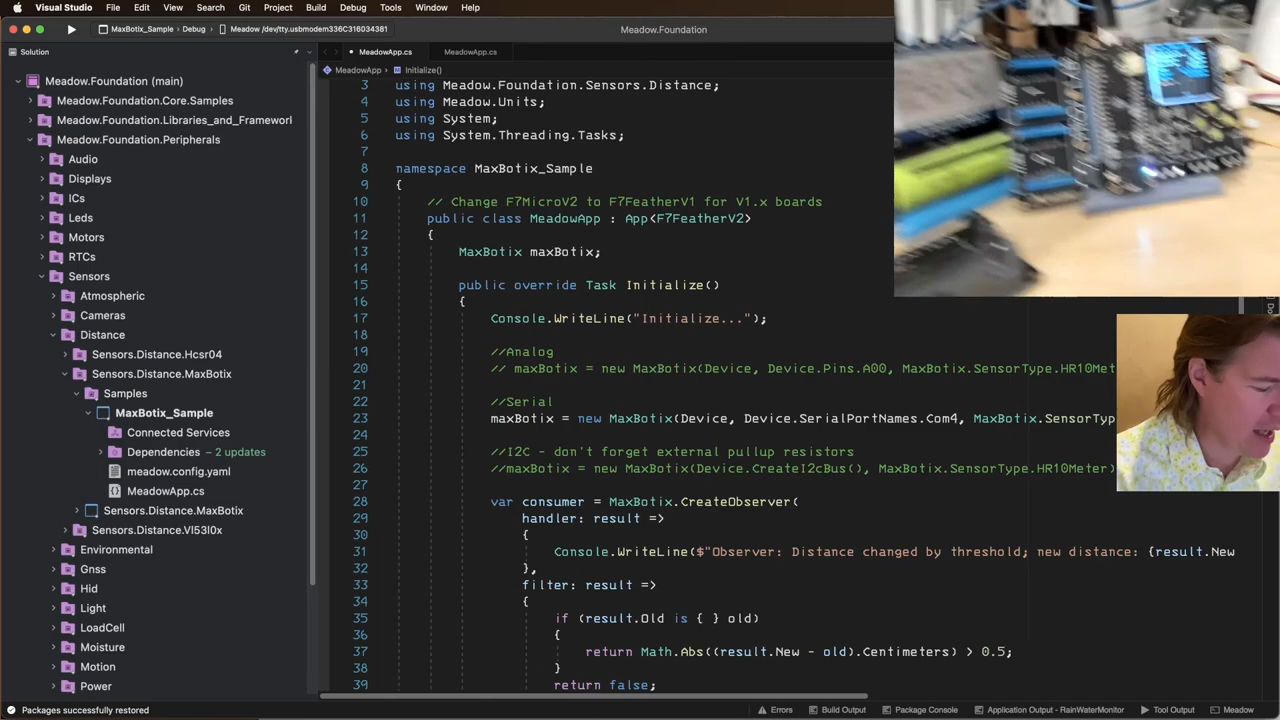 Visual Studio File Edit View Search Git Project Build Debug Tools Window Help
MaxBotix_Sample › Debug Meadow /dev/tty.usbmodem336C316034381 Meadow.Foundation
Solution
MeadowApp.cs MeadowApp.cs
MeadowApp › Initialize()
Meadow.Foundation (main)
Meadow.Foundation.Core.Samples
Meadow.Foundation.Libraries_and_Framework
Meadow.Foundation.Peripherals
Audio
Displays
ICs
Leds
Motors
RTCs
Sensors
Atmospheric
Cameras
Distance
Sensors.Distance.Hcsr04
Sensors.Distance.MaxBotix
Samples
MaxBotix_Sample
Connected Services
Dependencies – 2 updates
meadow.config.yaml
MeadowApp.cs
Sensors.Distance.MaxBotix
Sensors.Distance.Vl53l0x
Environmental
Gnss
Hid
Light
LoadCell
Moisture
Motion
Power
3 using Meadow.Foundation.Sensors.Distance;
4 using Meadow.Units;
5 using System;
6 using System.Threading.Tasks;
7
8 namespace MaxBotix_Sample
9 {
10 // Change F7MicroV2 to F7FeatherV1 for V1.x boards
11 public class MeadowApp : App<F7FeatherV2>
12 {
13 MaxBotix maxBotix;
14
15 public override Task Initialize()
16 {
17 Console.WriteLine("Initialize...");
18
19 //Analog
20 // maxBotix = new MaxBotix(Device, Device.Pins.A00, MaxBotix.SensorType.HR10Met
21
22 //Serial
23 maxBotix = new MaxBotix(Device, Device.SerialPortNames.Com4, MaxBotix.SensorTyp
24
25 //I2C - don't forget external pullup resistors
26 //maxBotix = new MaxBotix(Device.CreateI2cBus(), MaxBotix.SensorType.HR10Meter)
27
28 var consumer = MaxBotix.CreateObserver(
29 handler: result =>
30 {
31 Console.WriteLine($"Observer: Distance changed by threshold; new distance: {result.New
32 },
33 filter: result =>
34 {
35 if (result.Old is { } old)
36 {
37 return Math.Abs((result.New - old).Centimeters) > 0.5;
38 }
39 return false;
Packages successfully restored Errors Build Output Package Console Application Output - RainWaterMonitor Tool Output Meadow